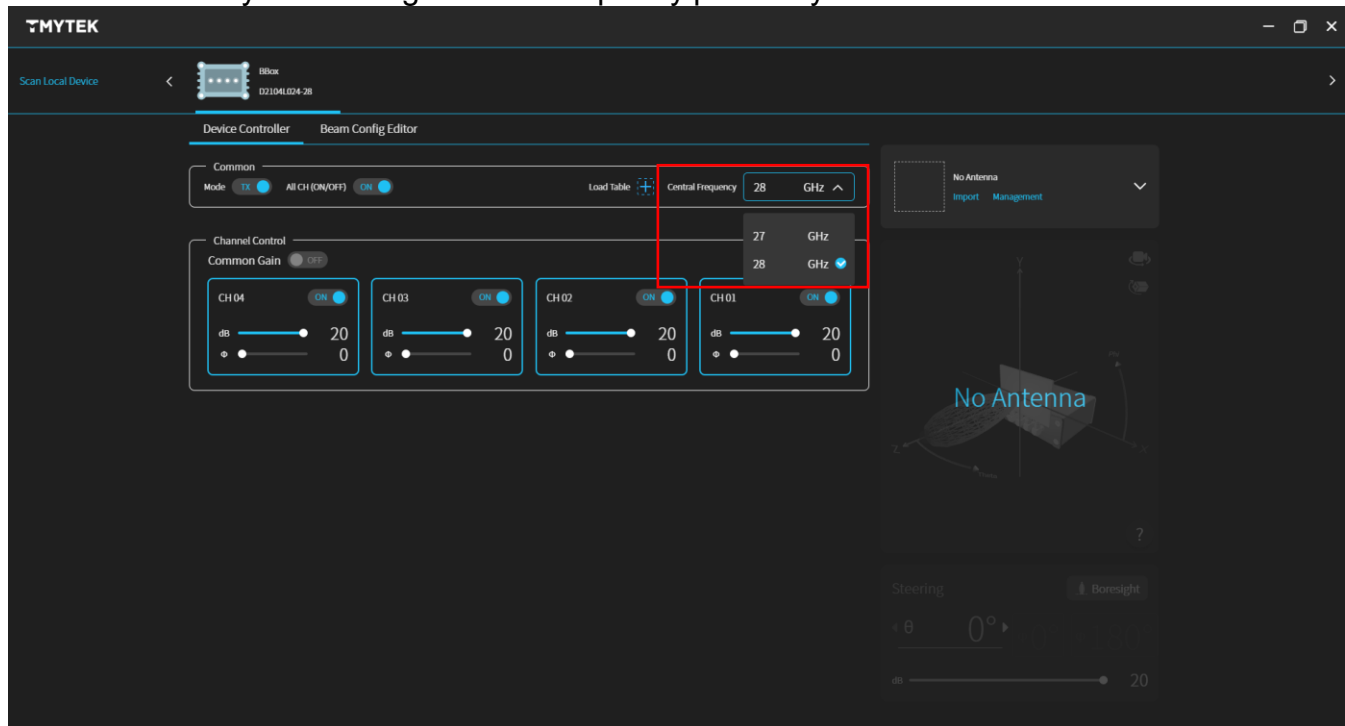 TMYTEK
Scan Local Device
BBox
D2104L024-28
Device Controller Beam Config Editor
Common
Mode TX All CH (ON/OFF) ON Load Table Central Frequency 28 GHz
27 GHz
28 GHz
No Antenna
Import Management
Channel Control
Common Gain OFF
CH 04 ON CH 03 ON CH 02 ON CH 01 ON
dB 20 dB 20 dB 20 dB 20
Φ 0 Φ 0 Φ 0 Φ 0
Y
No Antenna
Z X
?
Steering Boresight
θ 0°
dB 20